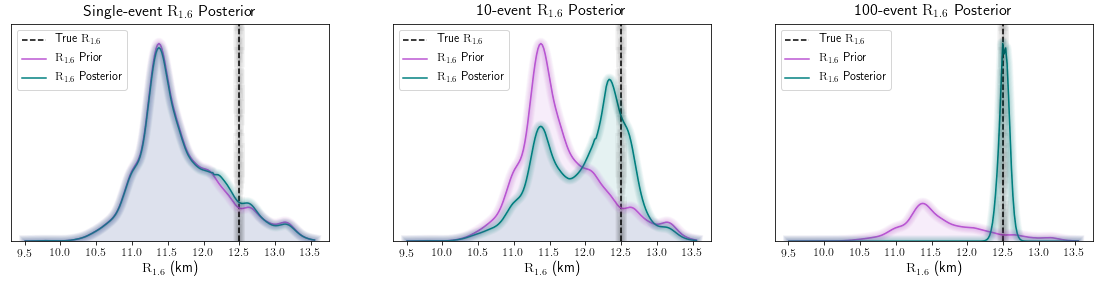 Single-event R1.6 Posterior
True R1.6
R1.6 Prior
R1.6 Posterior
9.5 10.0 10.5 11.0 11.5 12.0 12.5 13.0 13.5
R1.6 (km)
10-event R1.6 Posterior
True R1.6
R1.6 Prior
R1.6 Posterior
9.5 10.0 10.5 11.0 11.5 12.0 12.5 13.0 13.5
R1.6 (km)
100-event R1.6 Posterior
True R1.6
R1.6 Prior
R1.6 Posterior
9.5 10.0 10.5 11.0 11.5 12.0 12.5 13.0 13.5
R1.6 (km)